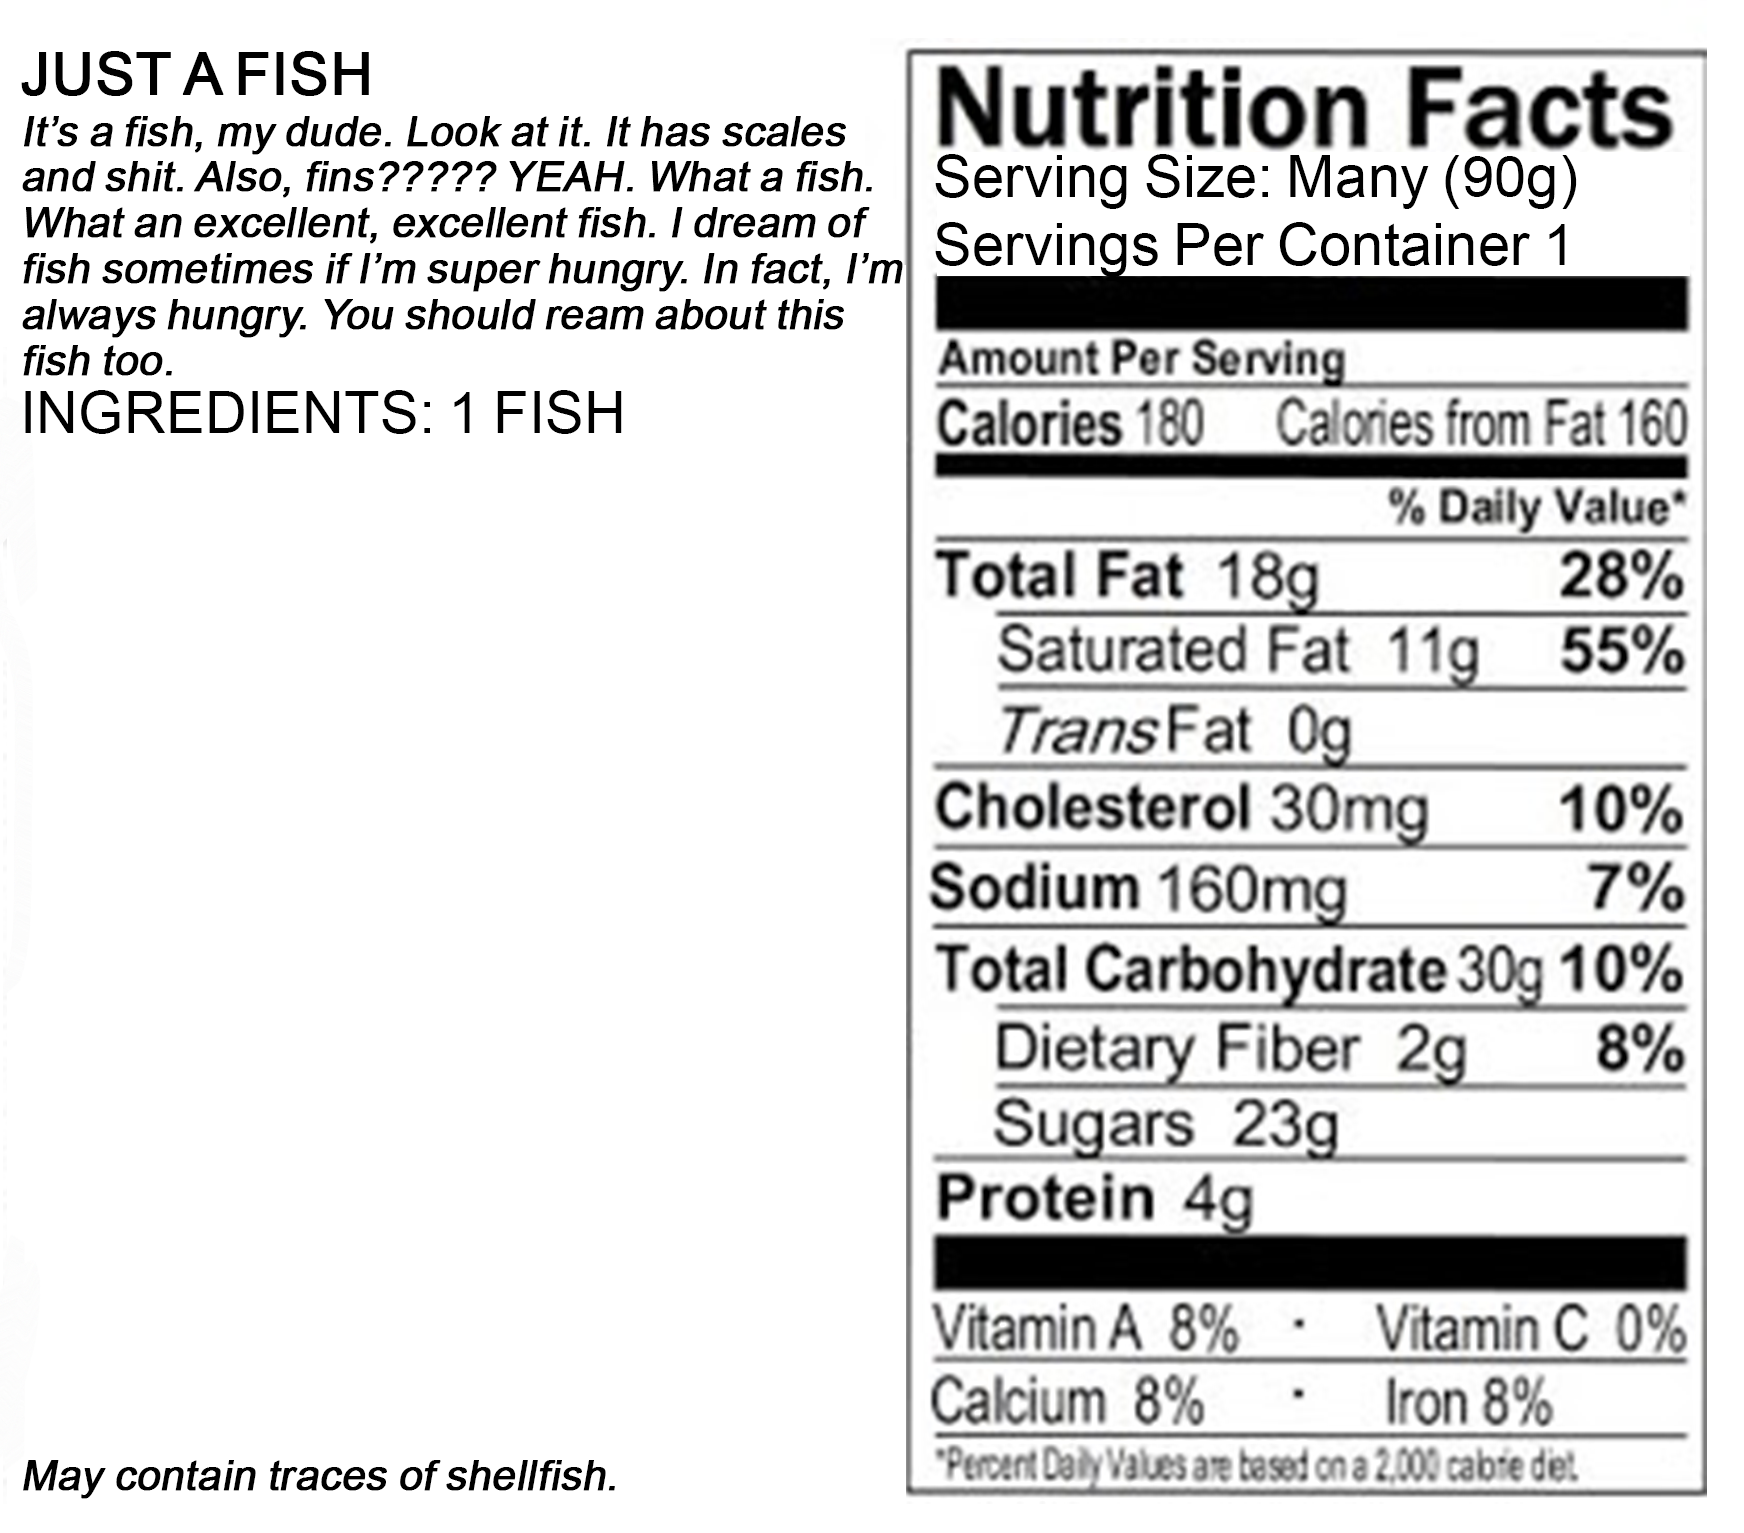 JUST A FISH
It's a fish, my dude. Look at it. It has scales
and shit. Also, fins????? YEAH. What a fish.
What an excellent, excellent fish. I dream of
fish sometimes if I'm super hungry. In fact, I'm
always hungry. You should ream about this
fish too.
INGREDIENTS: 1 FISH
May contain traces of shellfish.
Nutrition Facts
Serving Size: Many (90g)
Servings Per Container 1
Amount Per Serving
Calories 180 Calories from Fat 160
% Daily Value*
Total Fat 18g 28%
Saturated Fat 11g 55%
Trans Fat 0g
Cholesterol 30mg 10%
Sodium 160mg 7%
Total Carbohydrate 30g 10%
Dietary Fiber 2g 8%
Sugars 23g
Protein 4g
Vitamin A 8% · Vitamin C 0%
Calcium 8% · Iron 8%
*Percent Daily Values are based on a 2,000 calorie diet.